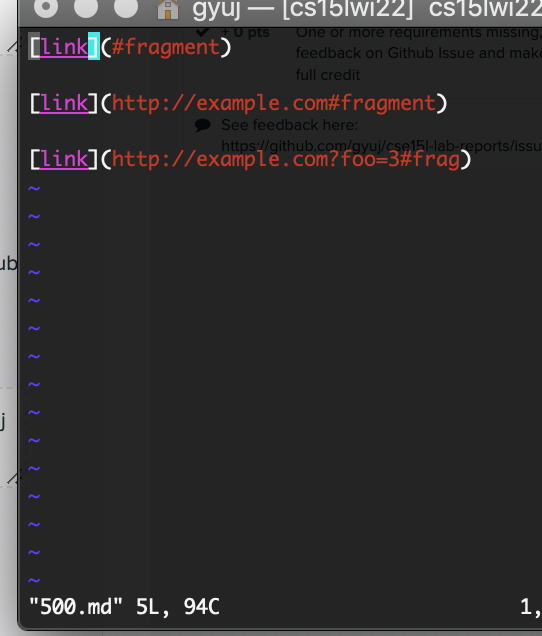 gyuj — [cs15lwi22] cs15lwi22
[link](#fragment)
+ 0 pts One or more requirements missing,
feedback on Github Issue and make
full credit
[link](http://example.com#fragment)
See feedback here:
https://github.com/gyuj/cse15l-lab-reports/issu
[link](http://example.com?foo=3#frag)
~
~
~
ub
~
~
~
~
~
j
~
~
~
~
~
~
~
"500.md" 5L, 94C 1,